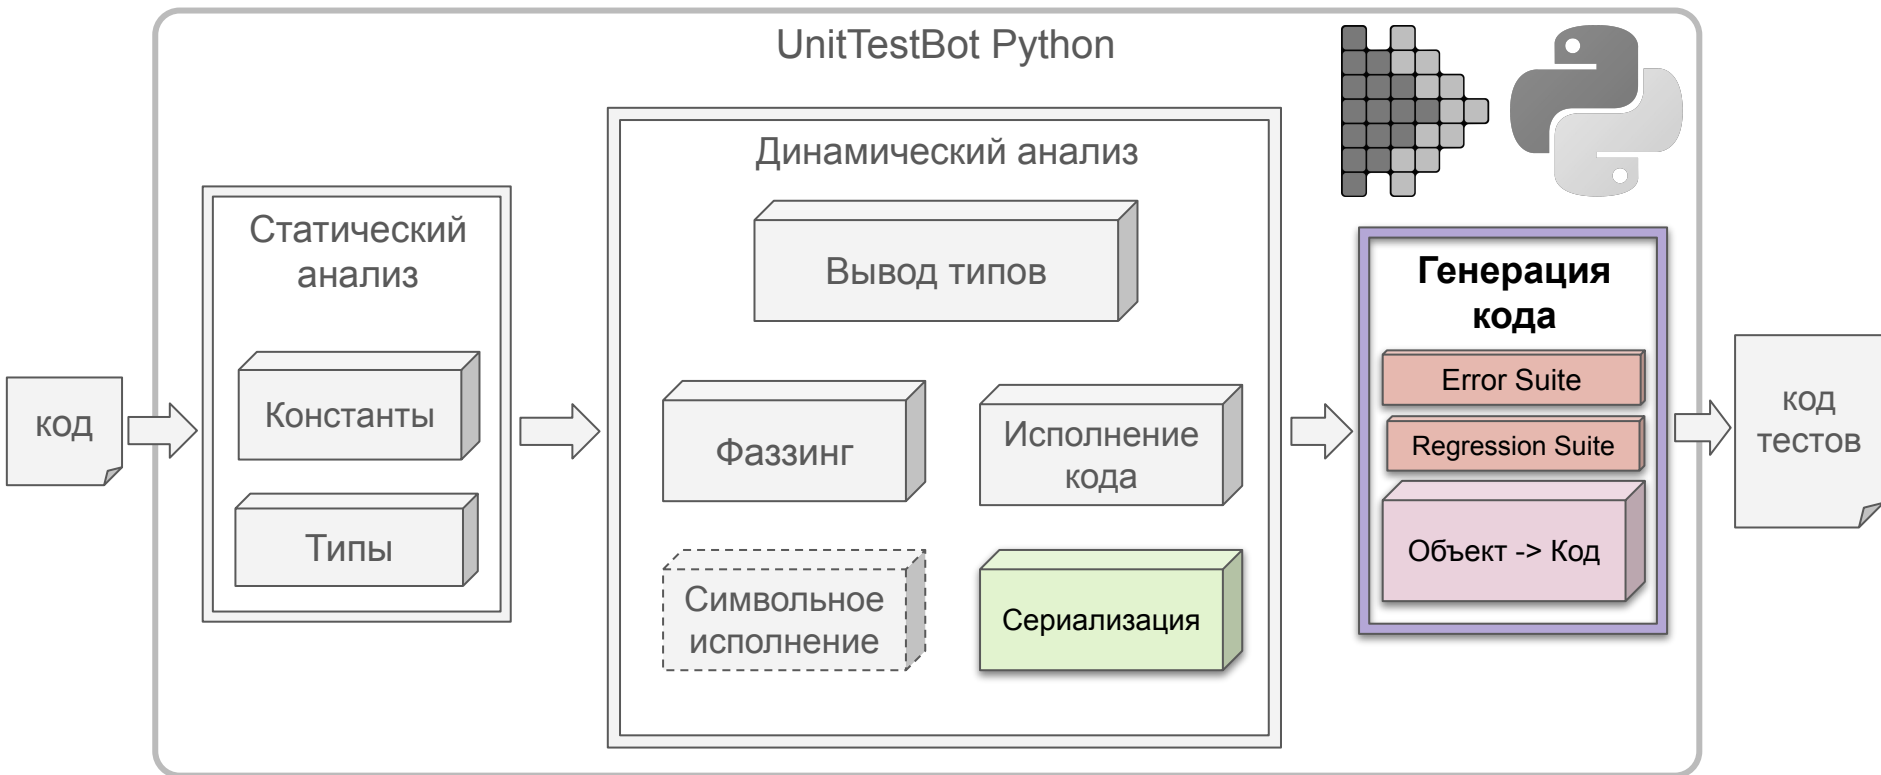 UnitTestBot Python
код
Статический
анализ
Константы
Типы
Динамический анализ
Вывод типов
Фаззинг
Исполнение
кода
Символьное
исполнение
Сериализация
Генерация
кода
Error Suite
Regression Suite
Объект -> Код
код
тестов